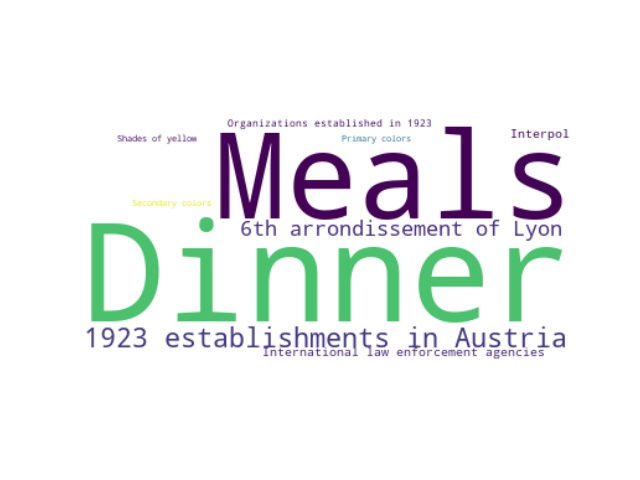 Organizations established in 1923
Shades of yellow
Primary colors
Interpol
Meals
Secondary colors
6th arrondissement of Lyon
Dinner
1923 establishments in Austria
International law enforcement agencies